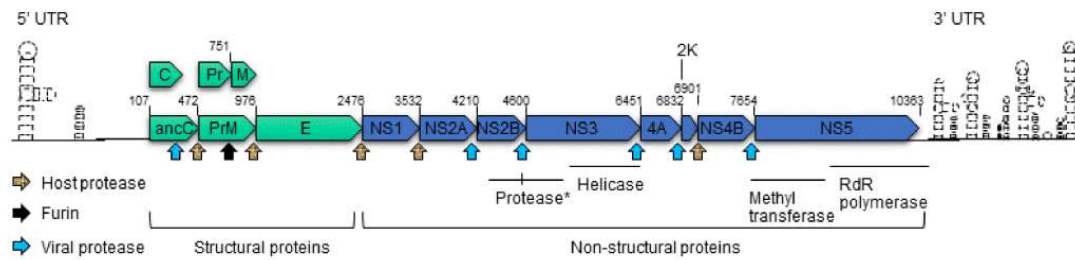 5' UTR
3' UTR
751
2K
C
Pr
M
6901
107
472
976
2476
3532
4210
4600
6451
6832
7654
10363
ancC
PrM
E
NS1
NS2A
NS2B
NS3
4A
NS4B
NS5
Host protease
Furin
Viral protease
Protease*
Helicase
Methyl
transferase
RdR
polymerase
Structural proteins
Non-structural proteins